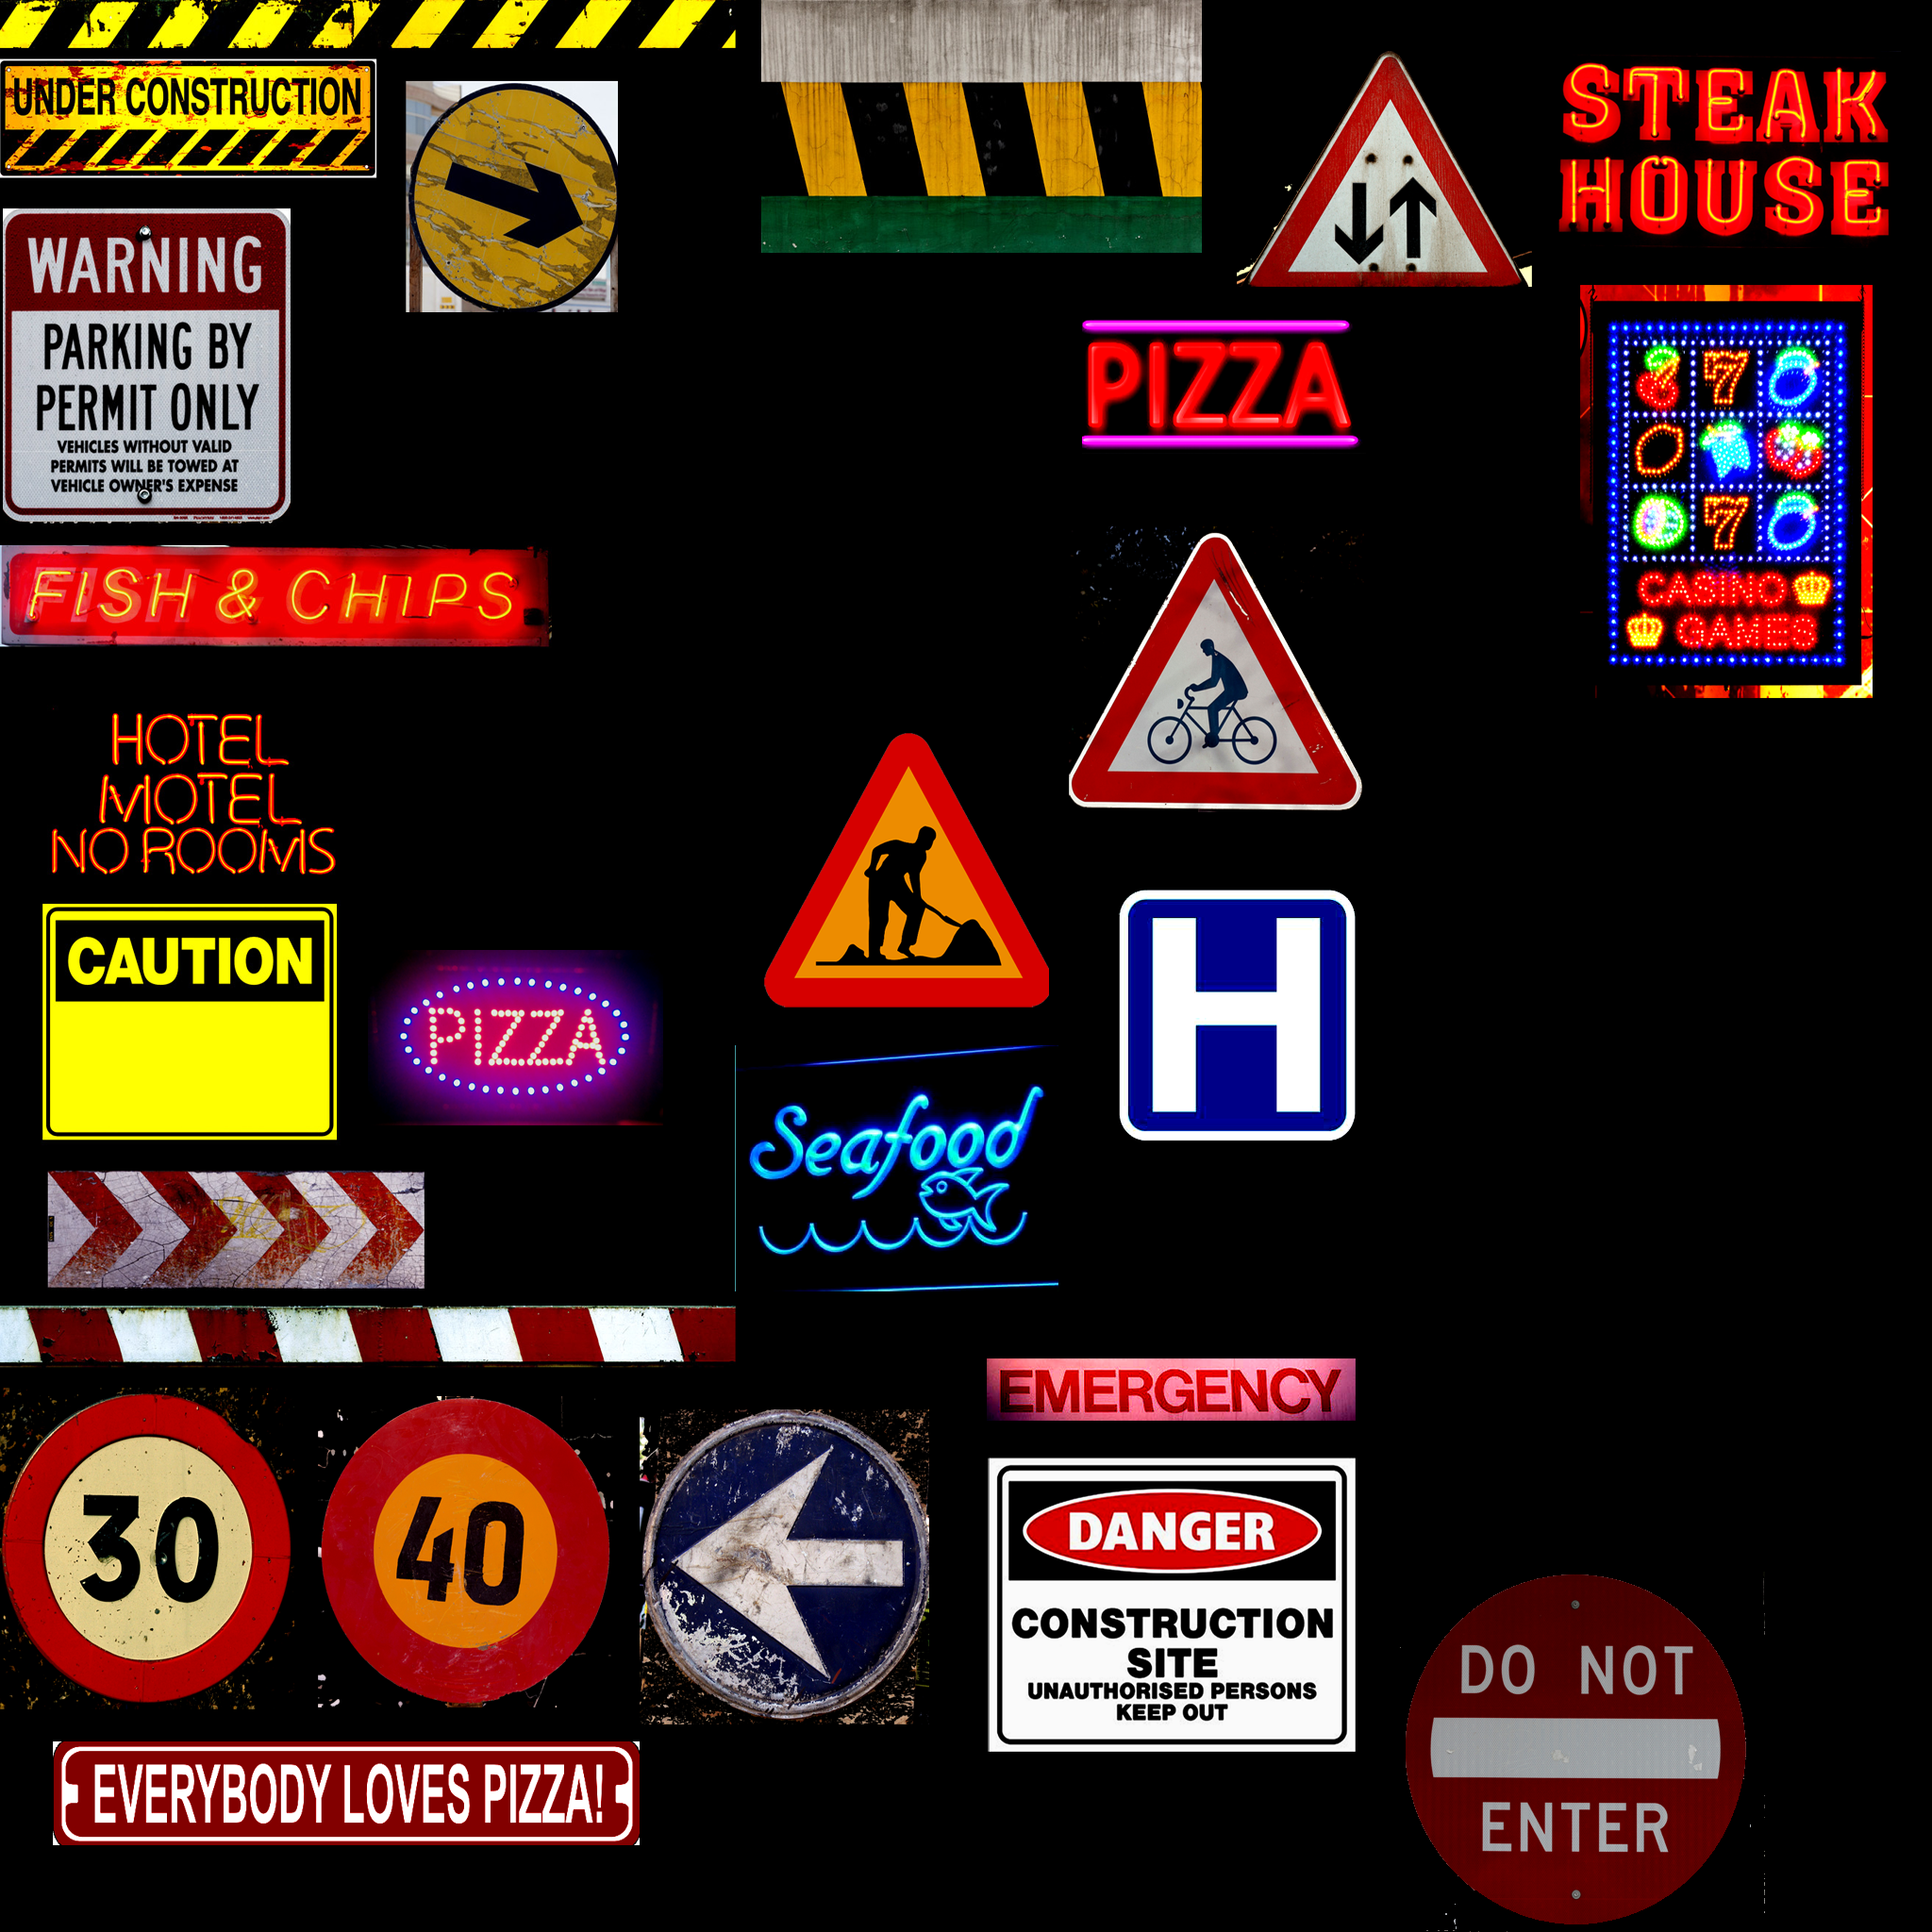 UNDER CONSTRUCTION
STEAK
HOUSE
WARNING
PARKING BY
PERMIT ONLY
VEHICLES WITHOUT VALID
PERMITS WILL BE TOWED AT
VEHICLE OWNER'S EXPENSE
PIZZA
7
7
CASINO
GAMES
FISH & CHIPS
HOTEL
MOTEL
NO ROOMS
CAUTION
PIZZA
H
Seafood
EMERGENCY
30
40
DANGER
CONSTRUCTION
SITE
UNAUTHORISED PERSONS
KEEP OUT
DO NOT
ENTER
EVERYBODY LOVES PIZZA!